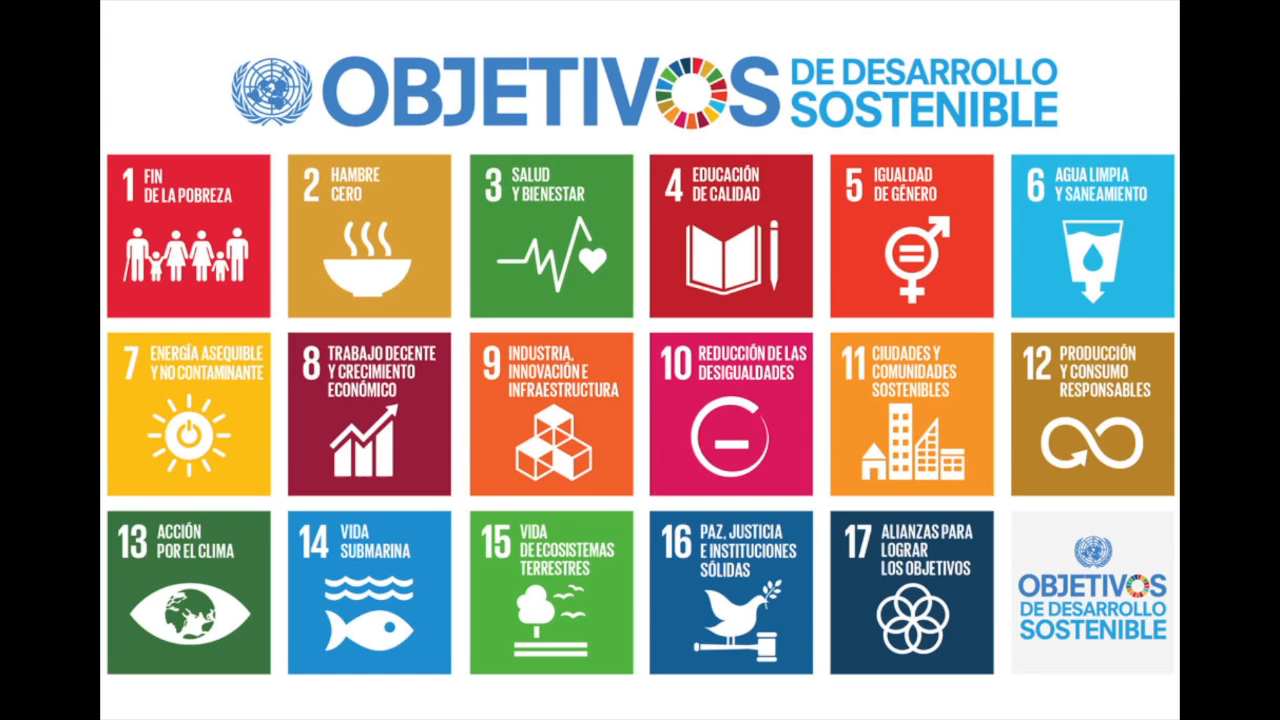 OBJETIVOS
DE DESARROLLO
SOSTENIBLE
1 FIN
DE LA POBREZA
2 HAMBRE
CERO
3 SALUD
Y BIENESTAR
4 EDUCACIÓN
DE CALIDAD
5 IGUALDAD
DE GÉNERO
6 AGUA LIMPIA
Y SANEAMIENTO
7 ENERGÍA ASEQUIBLE
Y NO CONTAMINANTE
8 TRABAJO DECENTE
Y CRECIMIENTO
ECONÓMICO
9 INDUSTRIA,
INNOVACIÓN E
INFRAESTRUCTURA
10 REDUCCIÓN DE LAS
DESIGUALDADES
11 CIUDADES Y
COMUNIDADES
SOSTENIBLES
12 PRODUCCIÓN
Y CONSUMO
RESPONSABLES
13 ACCIÓN
POR EL CLIMA
14 VIDA
SUBMARINA
15 VIDA
DE ECOSISTEMAS
TERRESTRES
16 PAZ, JUSTICIA
E INSTITUCIONES
SÓLIDAS
17 ALIANZAS PARA
LOGRAR
LOS OBJETIVOS
OBJETIVOS
DE DESARROLLO
SOSTENIBLE